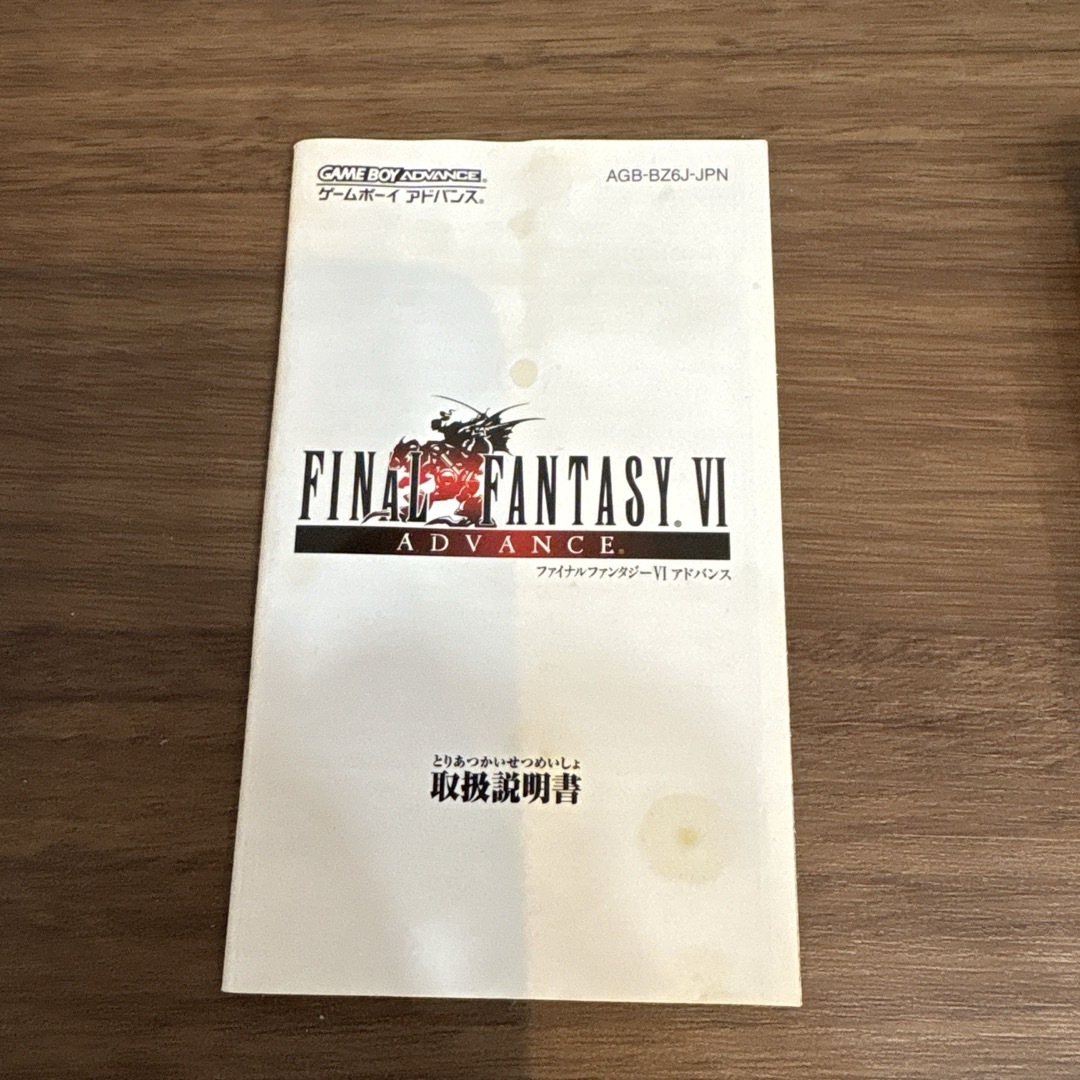 GAME BOY ADVANCE®
ゲームボーイ アドバンス®
AGB-BZ6J-JPN
FINAL FANTASY® VI
ADVANCE®
ファイナルファンタジーVI アドバンス
とりあつかいせつめいしょ
取扱説明書